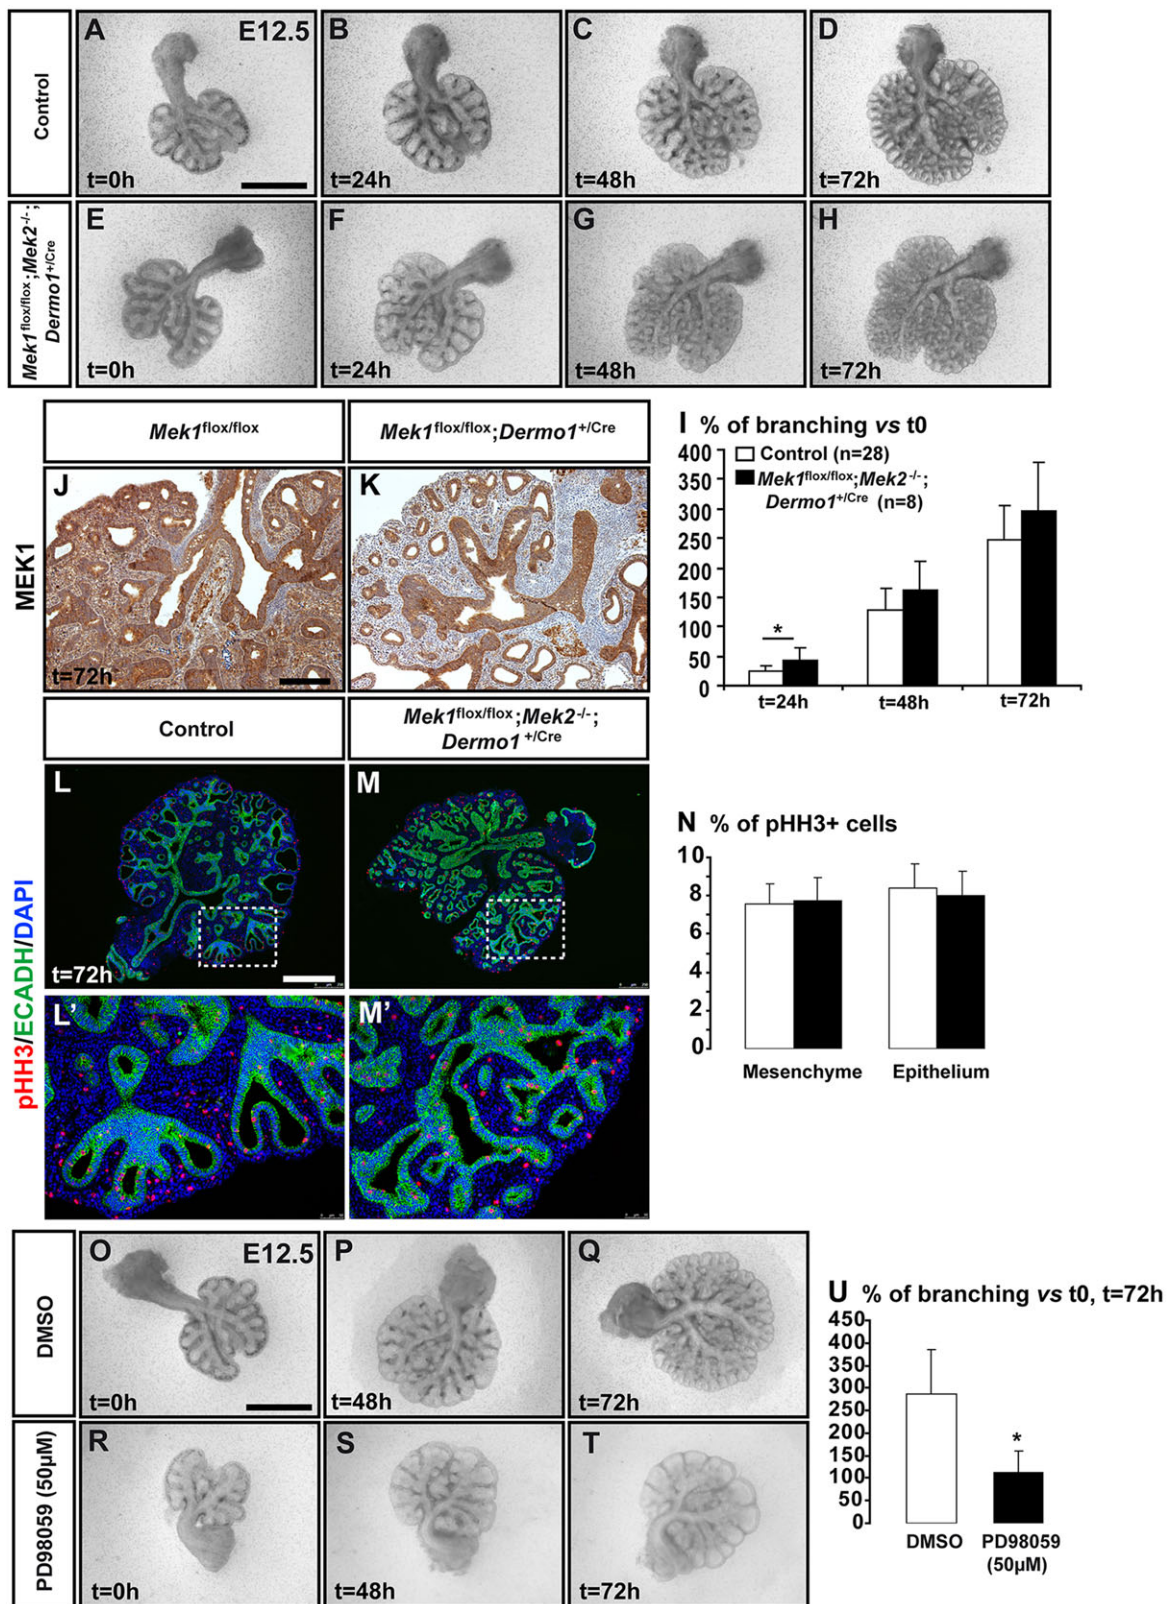 Control
A E12.5
t=0h
B
t=24h
C
t=48h
D
t=72h
Mek1flox/flox;Mek2-/-;
Dermo1+/Cre
E
t=0h
F
t=24h
G
t=48h
H
t=72h
Mek1flox/flox
Mek1flox/flox;Dermo1+/Cre
MEK1
J
t=72h
K
I % of branching vs t0
Control (n=28)
Mek1flox/flox;Mek2-/-;
Dermo1+/Cre (n=8)
400
350
300
250
200
150
100
50
0
*
t=24h
t=48h
t=72h
Control
Mek1flox/flox;Mek2-/-;
Dermo1 +/Cre
pHH3/ECADH/DAPI
L
t=72h
M
L'
M'
N % of pHH3+ cells
10
8
6
4
2
0
Mesenchyme
Epithelium
DMSO
O E12.5
t=0h
P
t=48h
Q
t=72h
PD98059 (50µM)
R
t=0h
S
t=48h
T
t=72h
U % of branching vs t0, t=72h
450
400
350
300
250
200
150
100
50
0
*
DMSO
PD98059
(50µM)